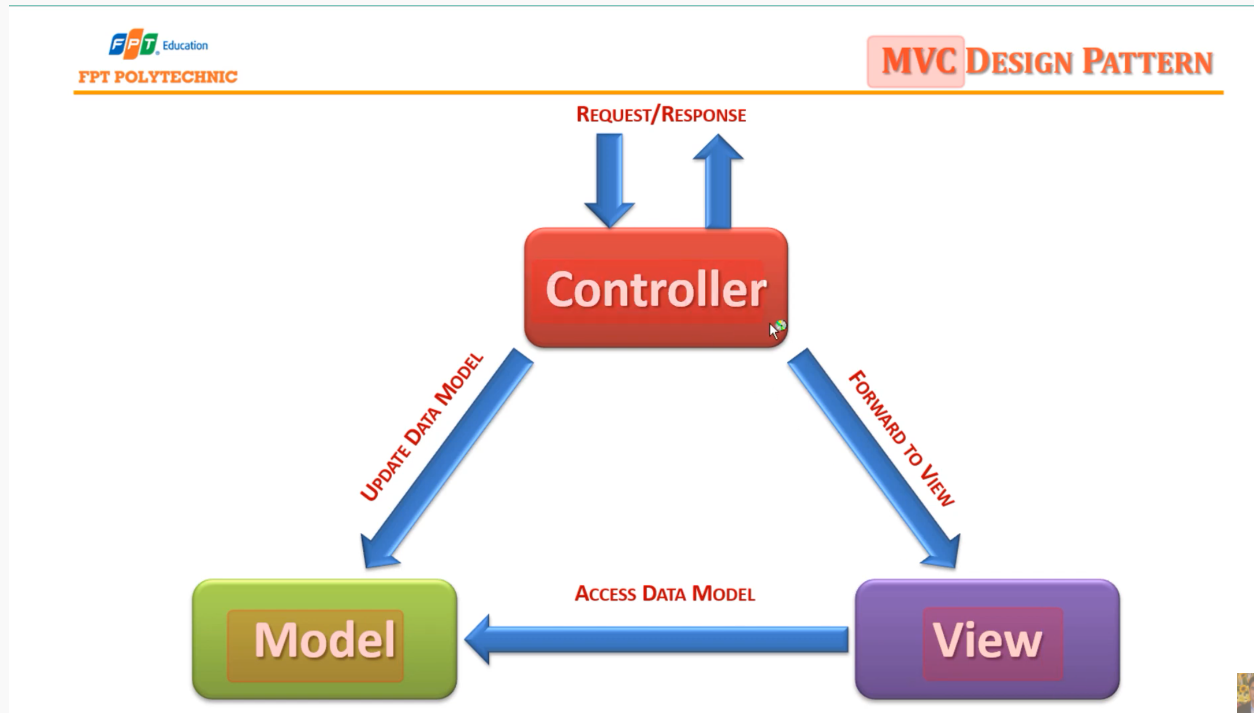 FPT Education
FPT POLYTECHNIC
MVC DESIGN PATTERN
REQUEST/RESPONSE
Controller
UPDATE DATA MODEL
FORWARD TO VIEW
ACCESS DATA MODEL
Model
View